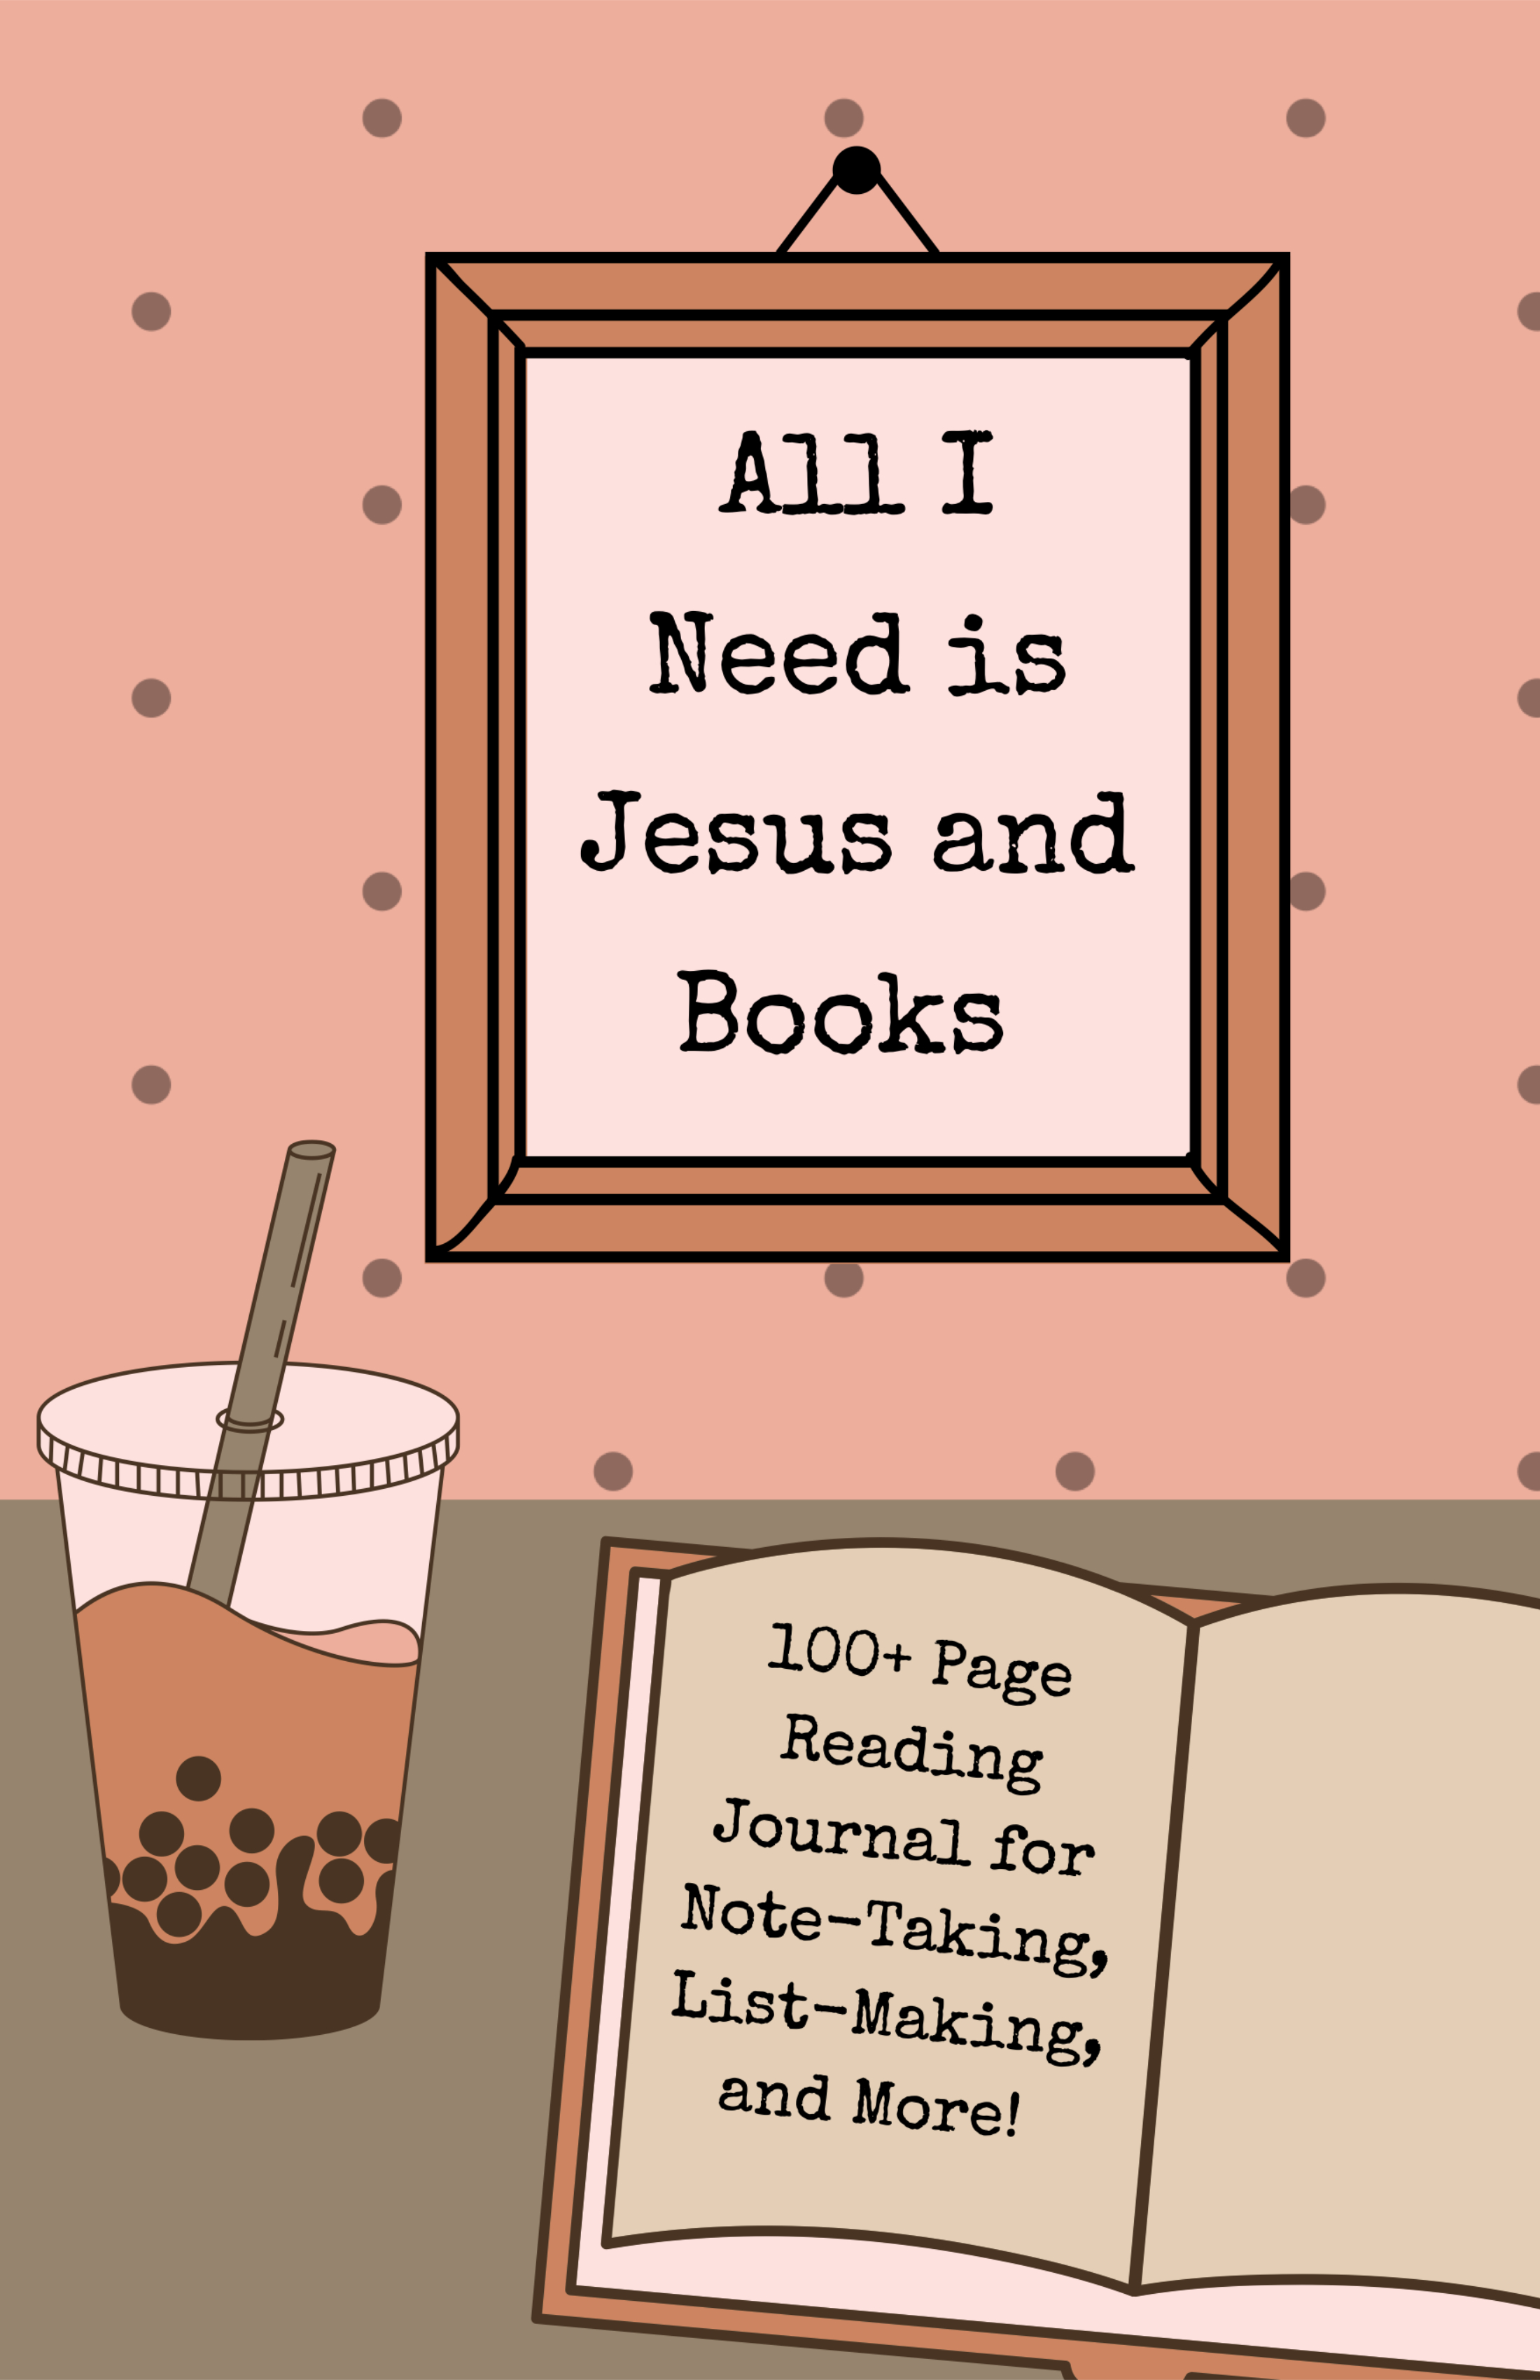 All I
Need is
Jesus and
Books
100+ Page
Reading
Journal for
Note-Taking,
List-Making,
and More!